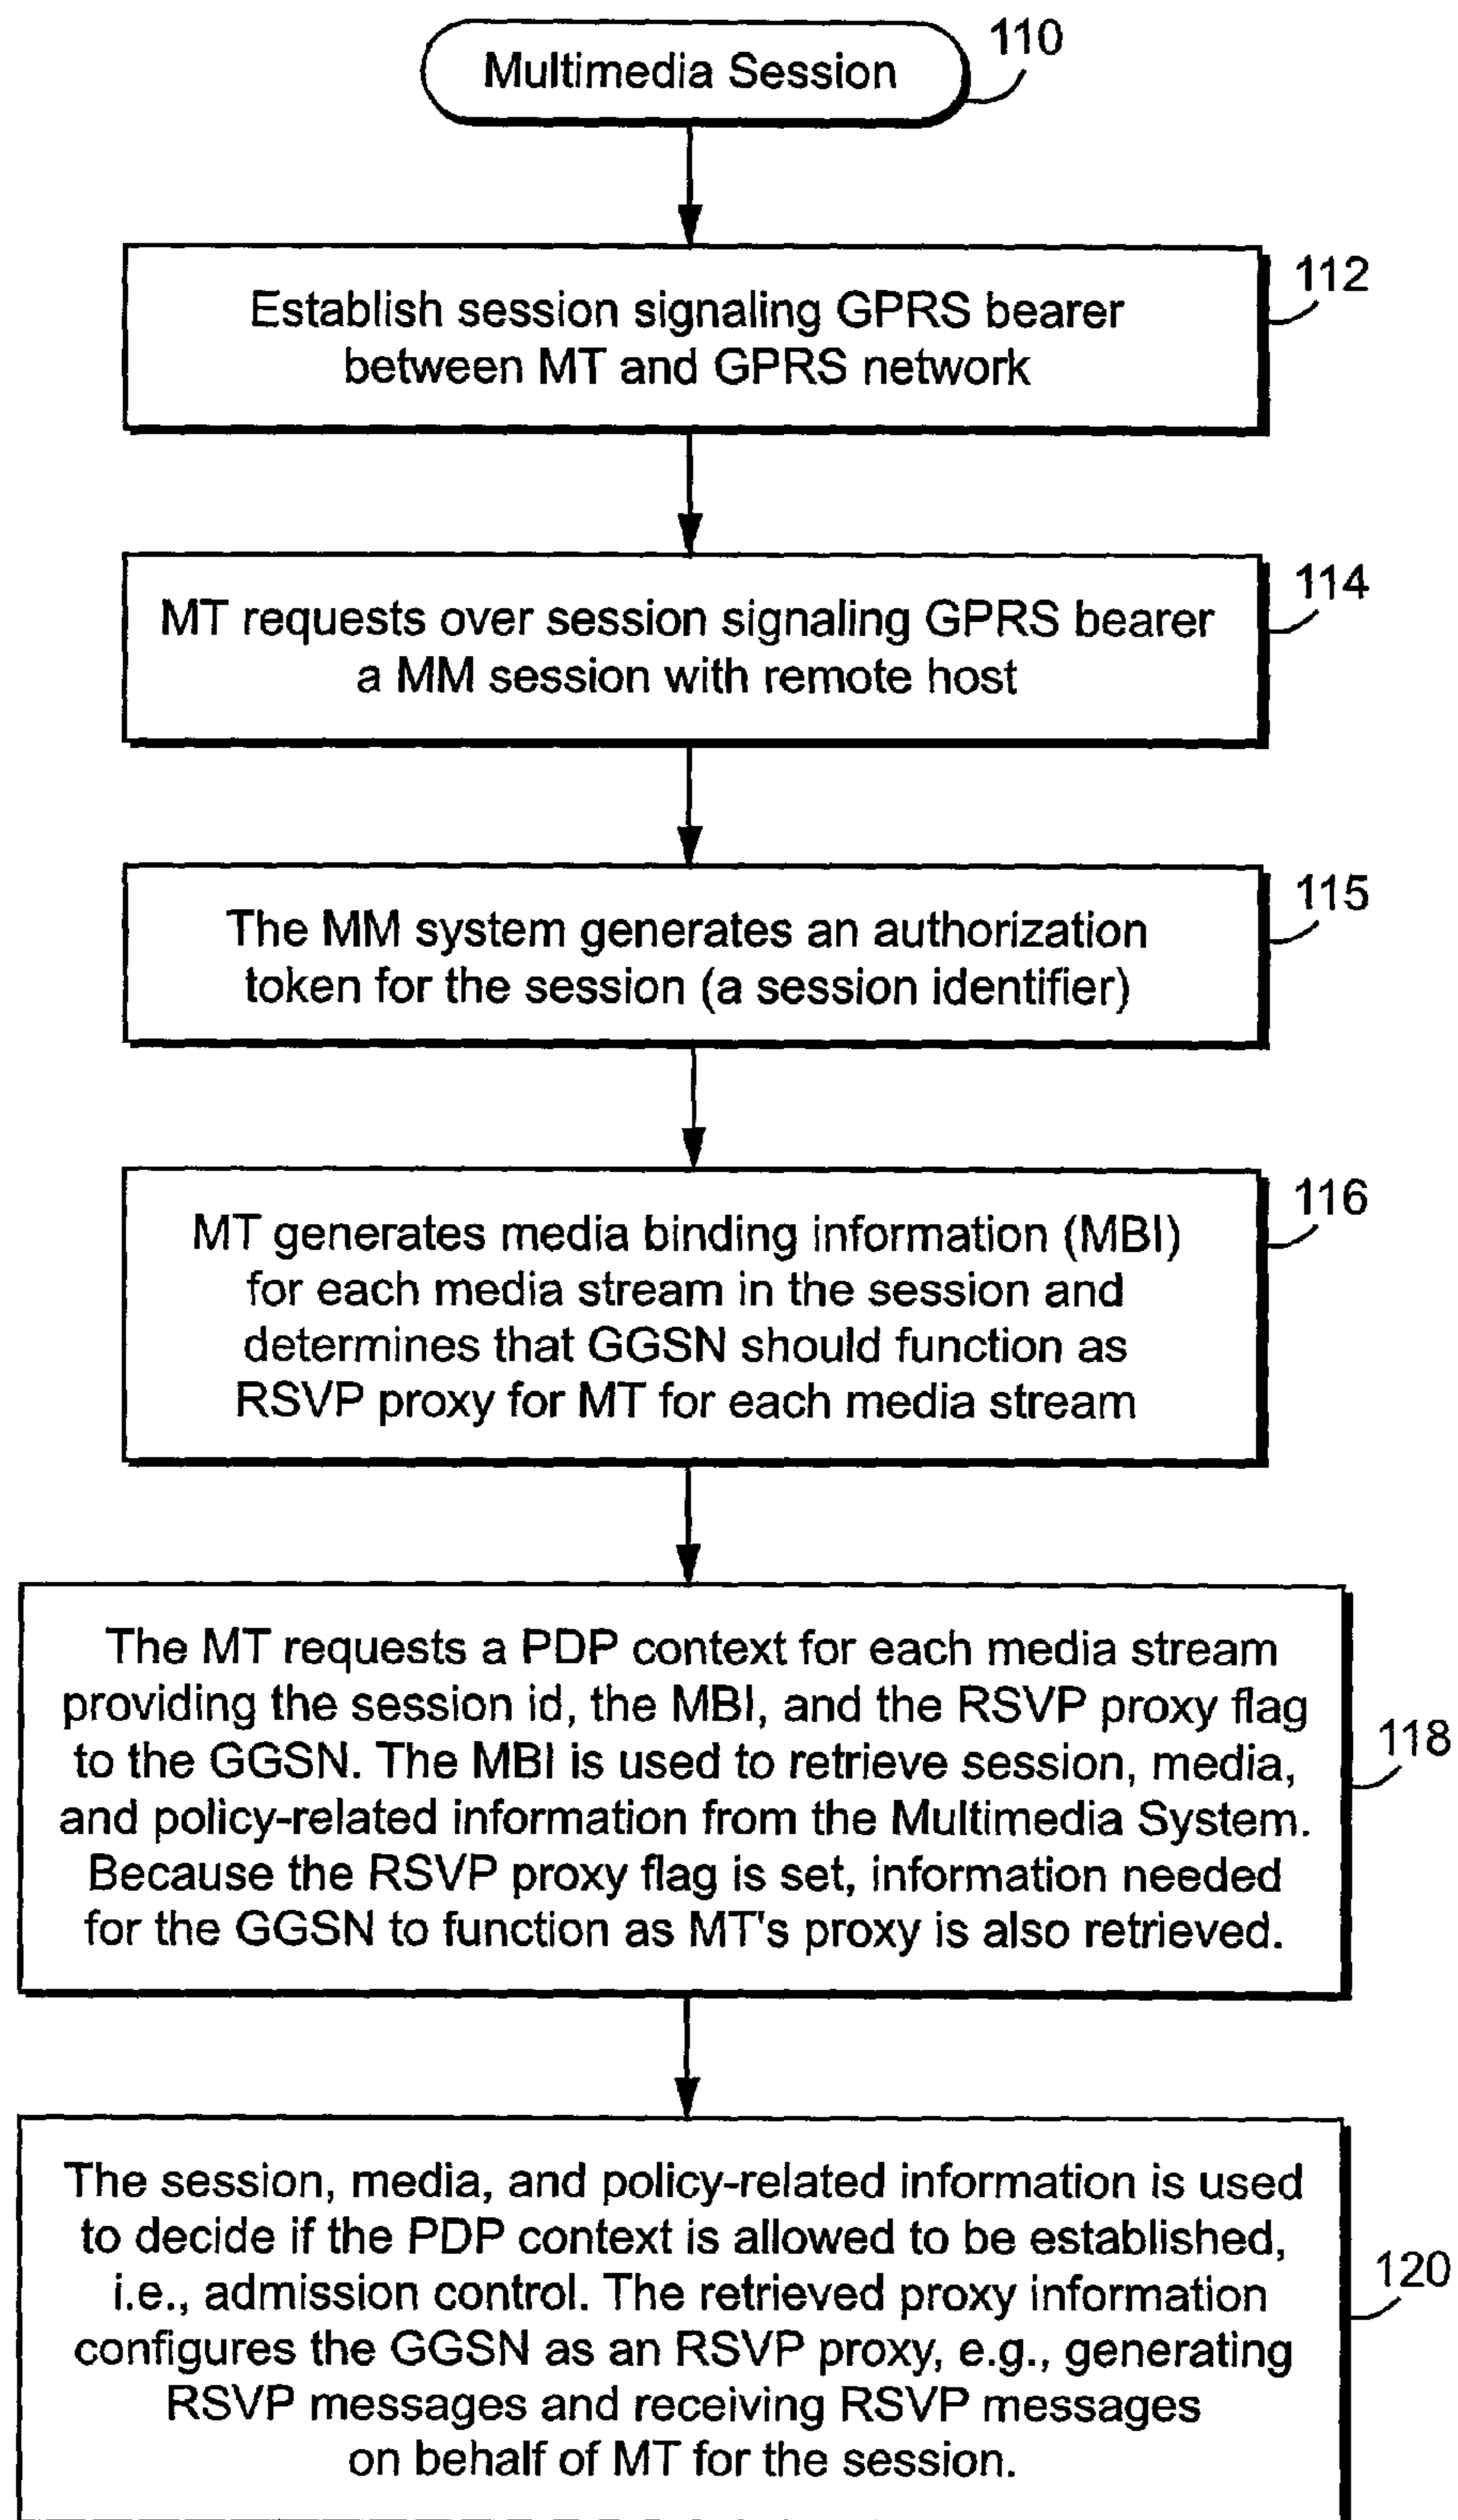 Multimedia Session
110
Establish session signaling GPRS bearer
between MT and GPRS network
112
MT requests over session signaling GPRS bearer
a MM session with remote host
114
The MM system generates an authorization
token for the session (a session identifier)
115
MT generates media binding information (MBI)
for each media stream in the session and
determines that GGSN should function as
RSVP proxy for MT for each media stream
116
The MT requests a PDP context for each media stream
providing the session id, the MBI, and the RSVP proxy flag
to the GGSN. The MBI is used to retrieve session, media,
and policy-related information from the Multimedia System.
Because the RSVP proxy flag is set, information needed
for the GGSN to function as MT's proxy is also retrieved.
118
The session, media, and policy-related information is used
to decide if the PDP context is allowed to be established,
i.e., admission control. The retrieved proxy information
configures the GGSN as an RSVP proxy, e.g., generating
RSVP messages and receiving RSVP messages
on behalf of MT for the session.
120